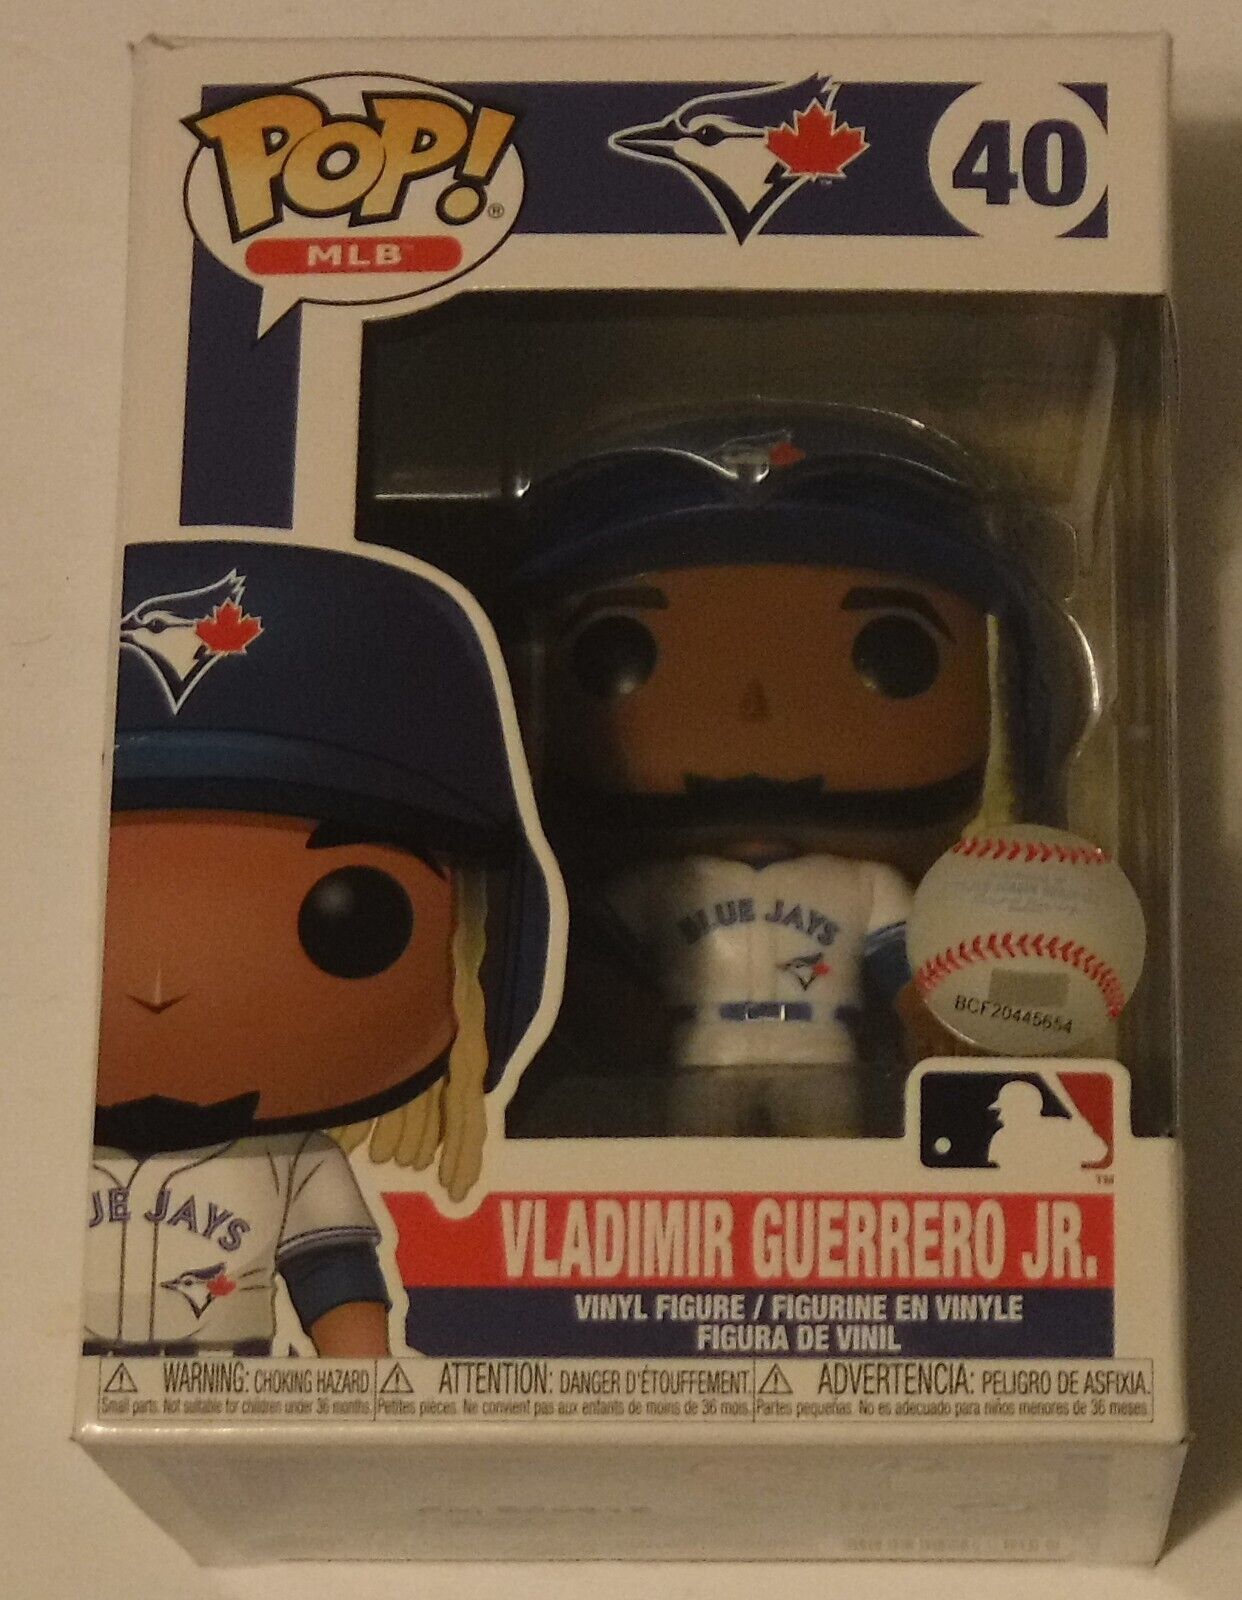 POP!®
MLB™
40
BLUE JAYS
BCF20445654
UE JAYS
VLADIMIR GUERRERO JR.
VINYL FIGURE / FIGURINE EN VINYLE
FIGURA DE VINIL
⚠ WARNING: CHOKING HAZARD
Small parts. Not suitable for children under 36 months.
⚠ ATTENTION: DANGER D'ÉTOUFFEMENT.
Petites pièces. Ne convient pas aux enfants de moins de 36 mois.
⚠ ADVERTENCIA: PELIGRO DE ASFIXIA.
Partes pequeñas. No es adecuado para niños menores de 36 meses.